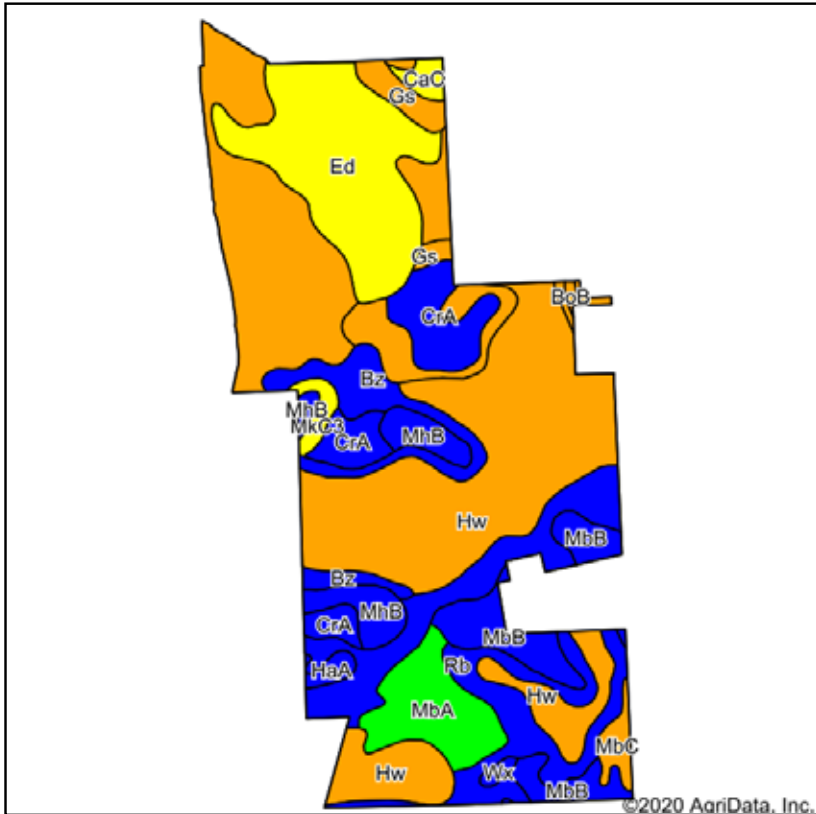 CaC
Gs
Ed
Gs
BoB
CrA
Bz
MhB
MkC3
CrA
MhB
Hw
MbB
Bz
MhB
CrA
MbB
HaA
Rb
Hw
MbA
MbC
Hw
Wx
MbB
©2020 AgriData, Inc.